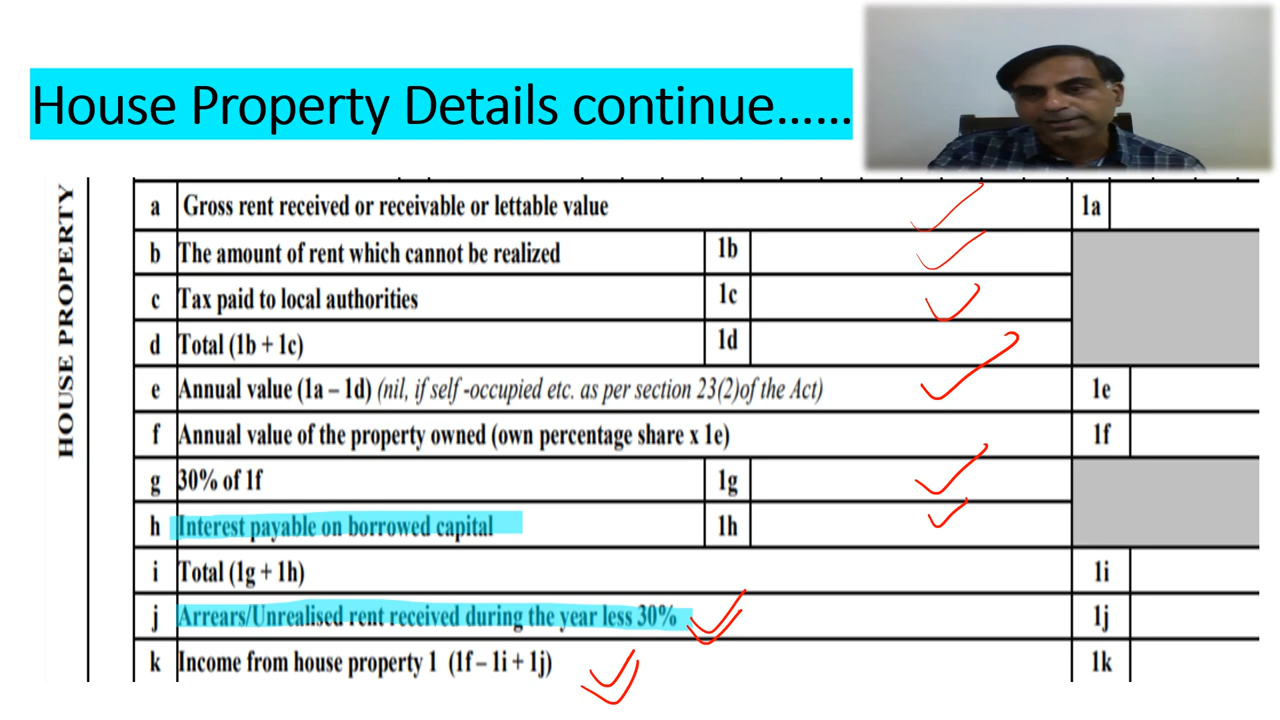 House Property Details continue……
HOUSE PROPERTY
a Gross rent received or receivable or lettable value 1a
b The amount of rent which cannot be realized 1b
c Tax paid to local authorities 1c
d Total (1b + 1c) 1d
e Annual value (1a – 1d) (nil, if self -occupied etc. as per section 23(2)of the Act) 1e
f Annual value of the property owned (own percentage share x 1e) 1f
g 30% of 1f 1g
h Interest payable on borrowed capital 1h
i Total (1g + 1h) 1i
j Arrears/Unrealised rent received during the year less 30% 1j
k Income from house property 1 (1f – 1i + 1j) 1k